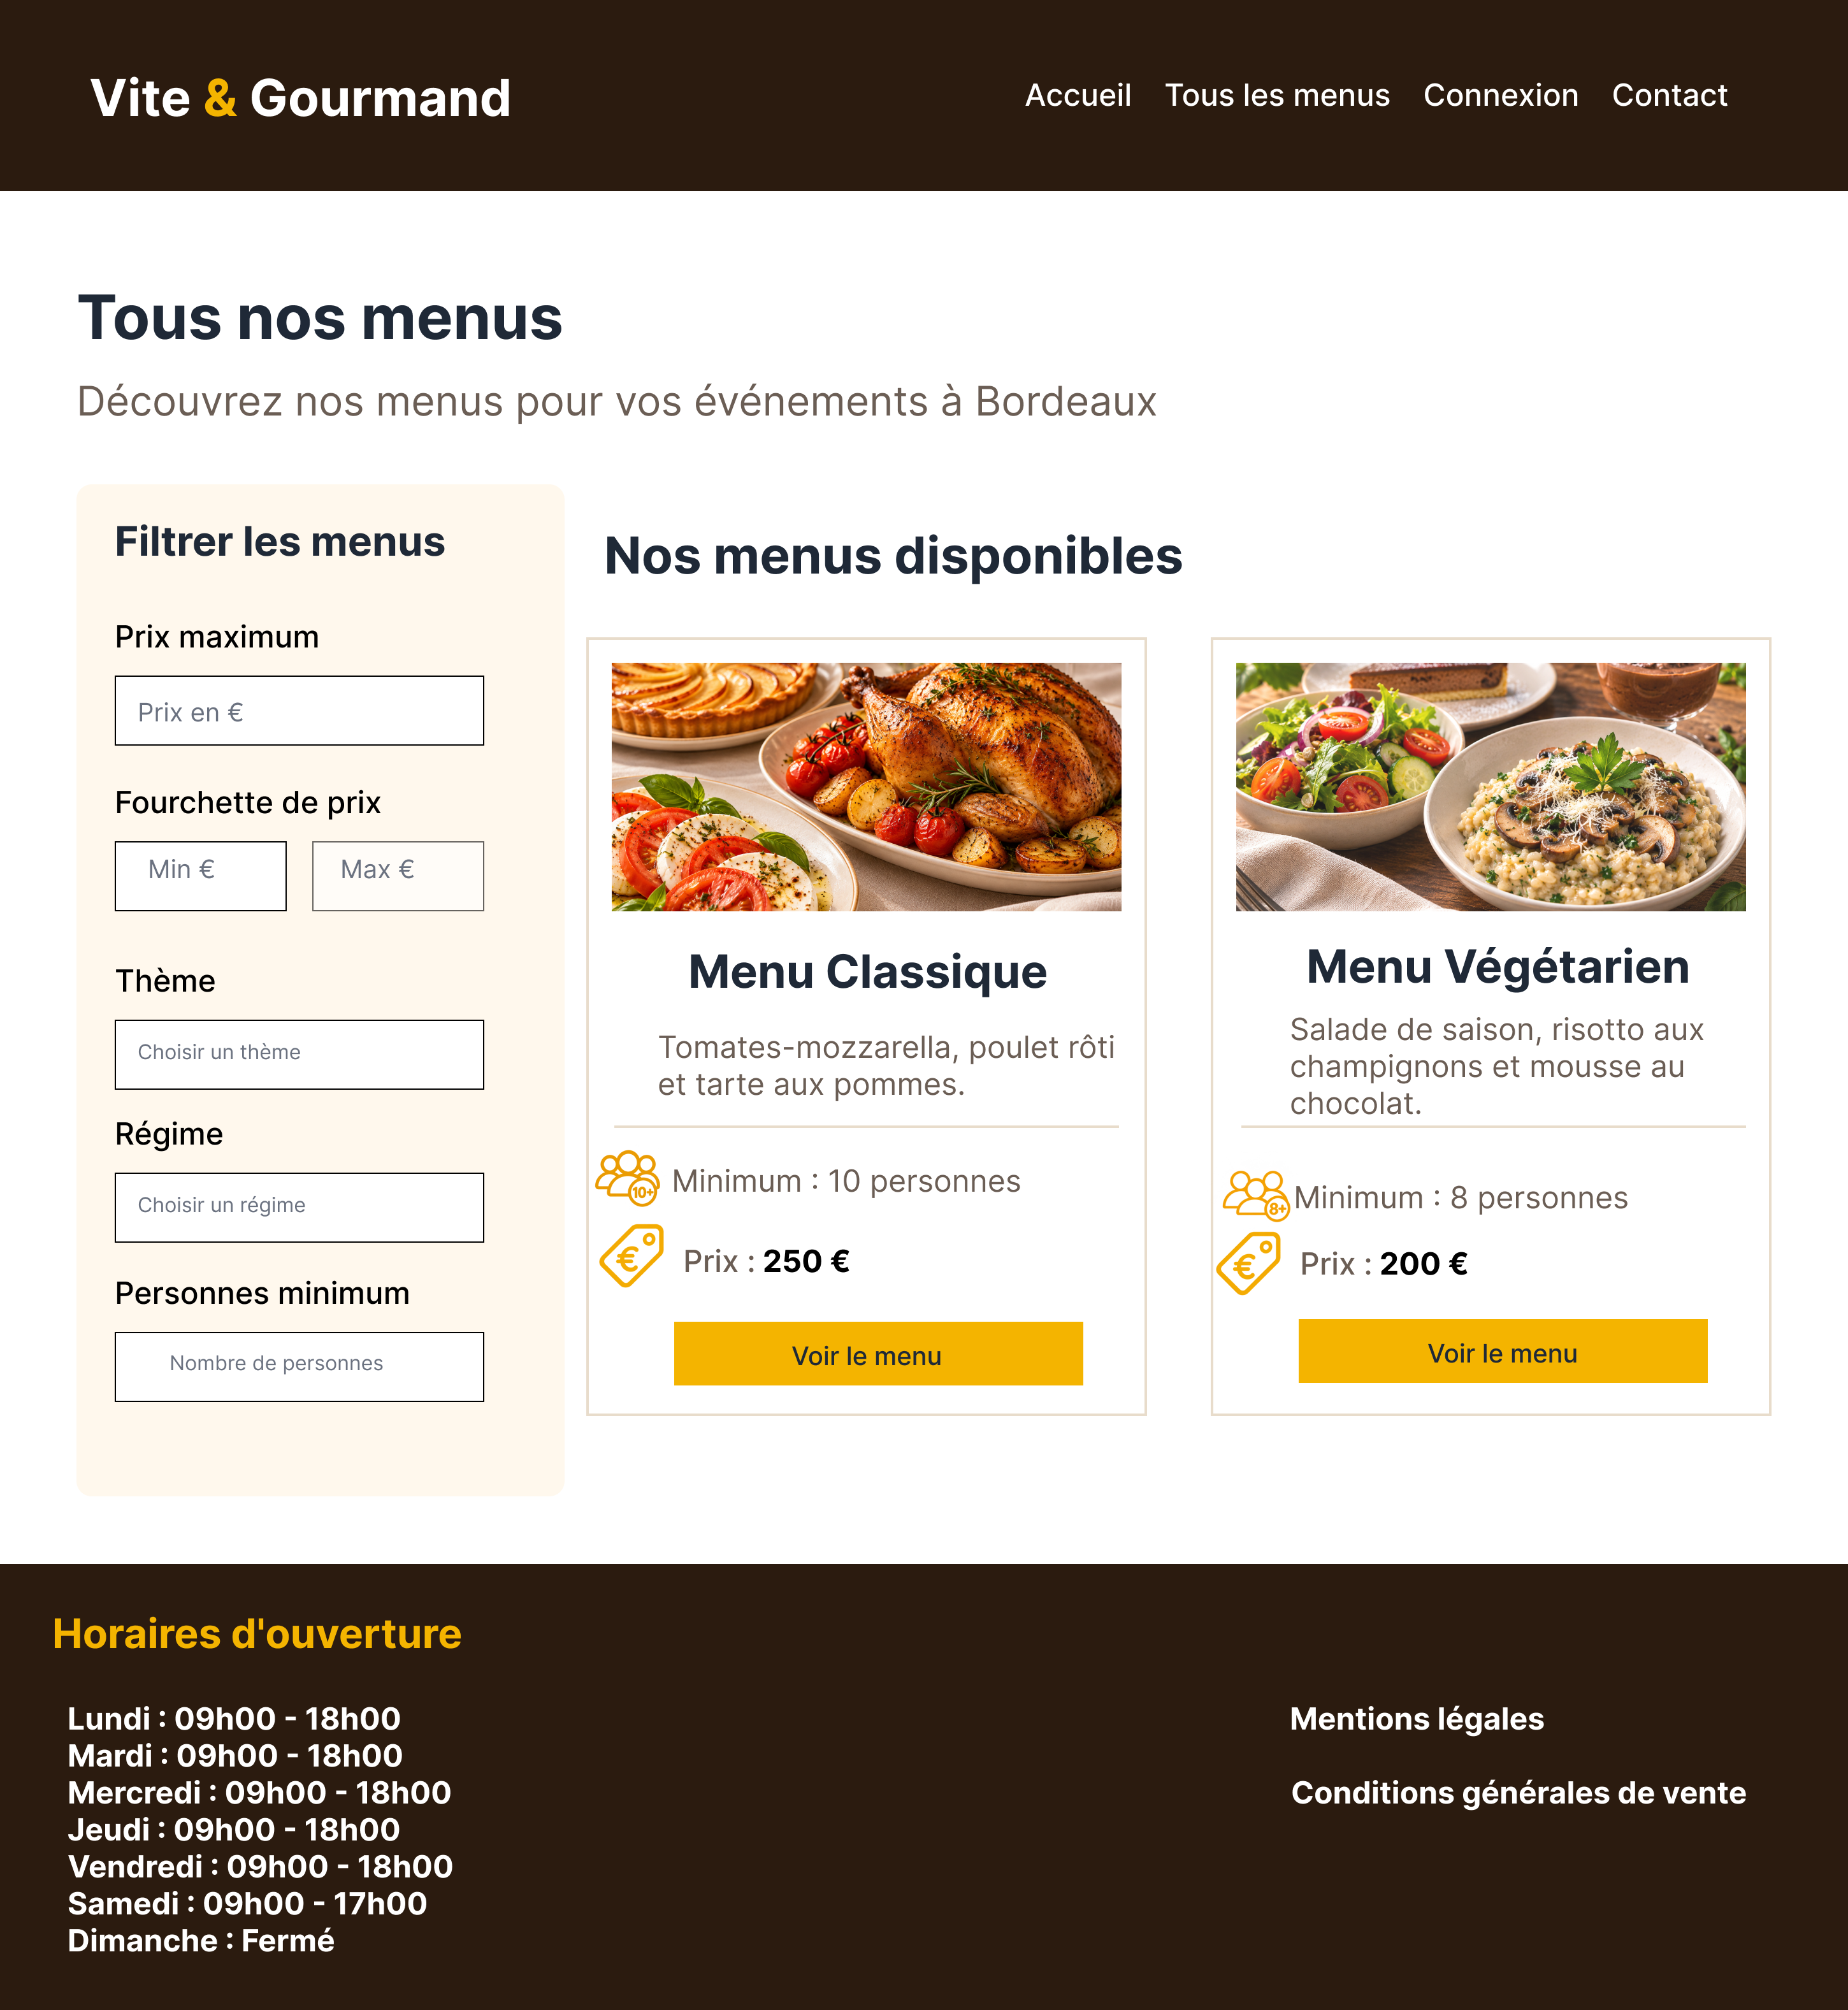 Vite & Gourmand
Accueil Tous les menus Connexion Contact
Tous nos menus
Découvrez nos menus pour vos événements à Bordeaux
Filtrer les menus
Prix maximum
Prix en €
Fourchette de prix
Min € Max €
Thème
Choisir un thème
Régime
Choisir un régime
Personnes minimum
Nombre de personnes
Nos menus disponibles
Menu Classique
Tomates-mozzarella, poulet rôti
et tarte aux pommes.
10+ Minimum : 10 personnes
€ Prix : 250 €
Voir le menu
Menu Végétarien
Salade de saison, risotto aux
champignons et mousse au
chocolat.
8+ Minimum : 8 personnes
€ Prix : 200 €
Voir le menu
Horaires d'ouverture
Lundi : 09h00 - 18h00
Mardi : 09h00 - 18h00
Mercredi : 09h00 - 18h00
Jeudi : 09h00 - 18h00
Vendredi : 09h00 - 18h00
Samedi : 09h00 - 17h00
Dimanche : Fermé
Mentions légales
Conditions générales de vente